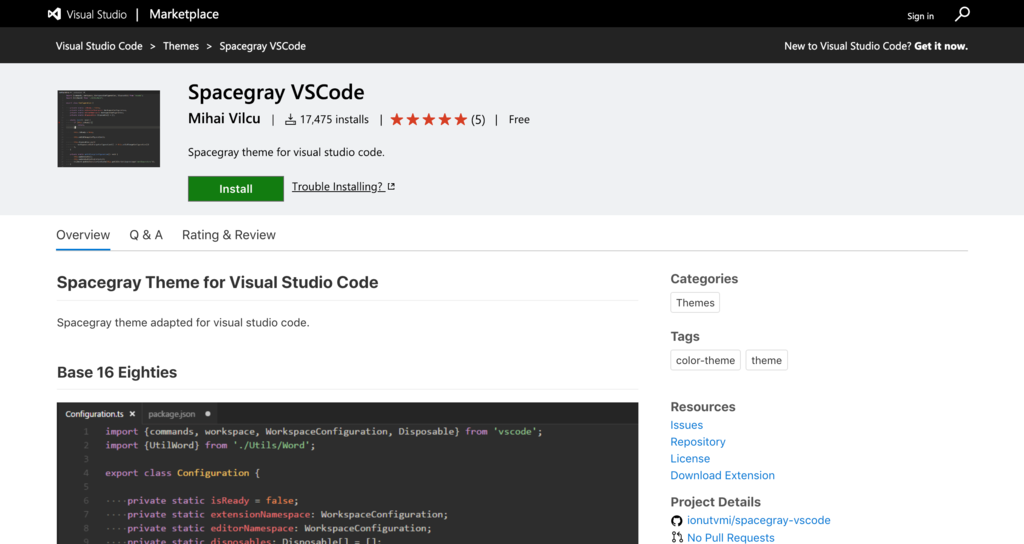 Visual Studio | Marketplace
Sign in
Visual Studio Code > Themes > Spacegray VSCode
New to Visual Studio Code? Get it now.
Spacegray VSCode
Mihai Vilcu | 17,475 installs | (5) | Free
Spacegray theme for visual studio code.
Install Trouble Installing?
Overview Q & A Rating & Review
Spacegray Theme for Visual Studio Code
Spacegray theme adapted for visual studio code.
Base 16 Eighties
Configuration.ts × package.json ●
1 import {commands, workspace, WorkspaceConfiguration, Disposable} from 'vscode';
2 import {UtilWord} from './Utils/Word';
3
4 export class Configuration {
5
6 ····private static isReady = false;
7 ····private static extensionNamespace: WorkspaceConfiguration;
8 ····private static editorNamespace: WorkspaceConfiguration;
9 ····private static disposables: Disposable[] = [];
Categories
Themes
Tags
color-theme theme
Resources
Issues
Repository
License
Download Extension
Project Details
ionutvmi/spacegray-vscode
No Pull Requests